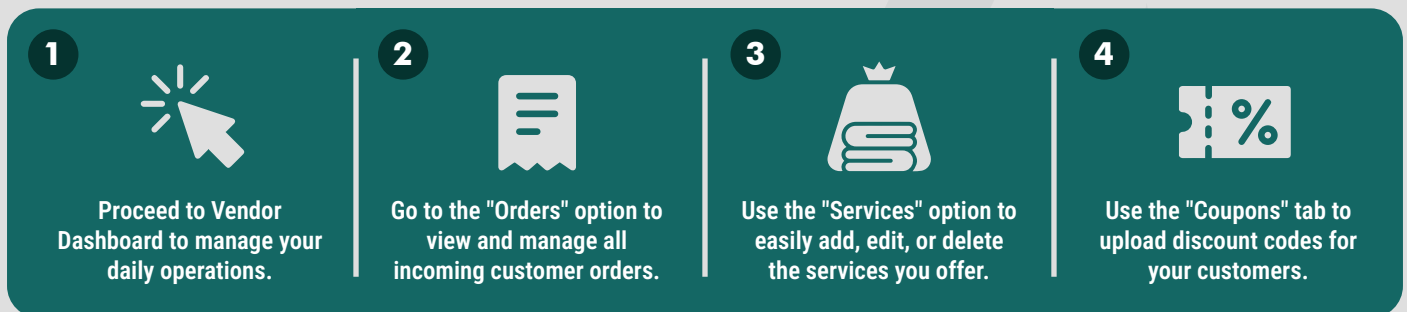 1
Proceed to Vendor
Dashboard to manage your
daily operations.
2
Go to the "Orders" option to
view and manage all
incoming customer orders.
3
Use the "Services" option to
easily add, edit, or delete
the services you offer.
4
%
Use the "Coupons" tab to
upload discount codes for
your customers.